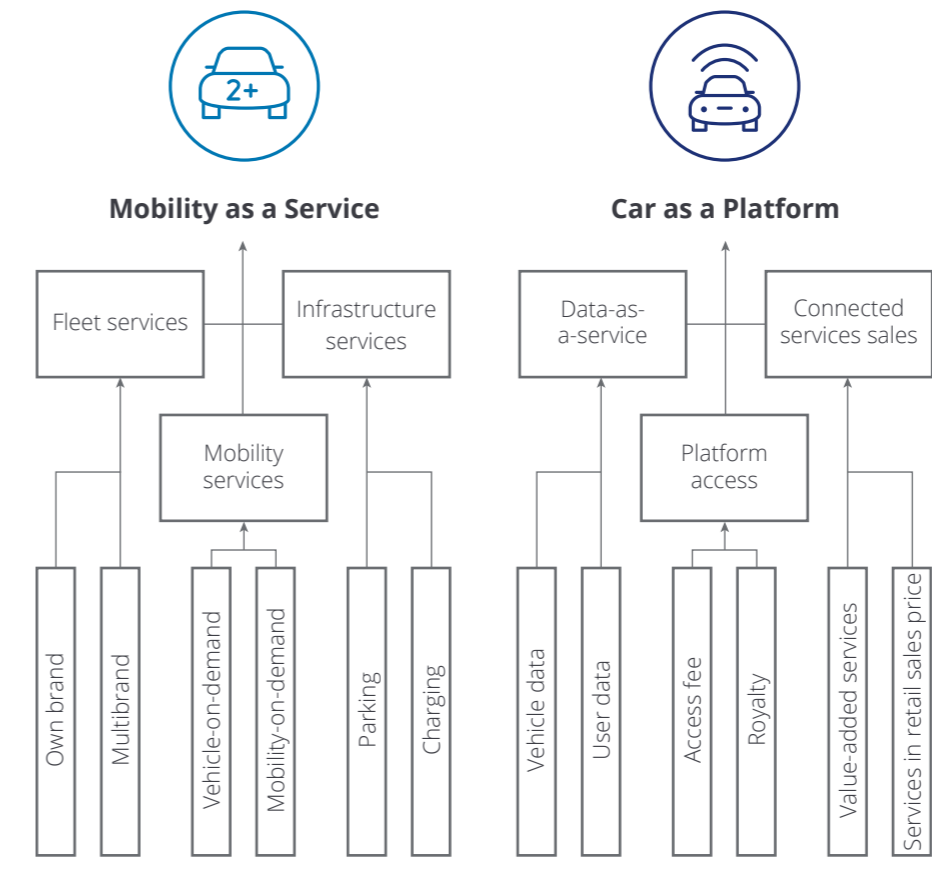 2+
Mobility as a Service
Fleet services
Infrastructure
services
Mobility
services
Own brand
Multibrand
Vehicle-on-demand
Mobility-on-demand
Parking
Charging
Car as a Platform
Data-as-
a-service
Connected
services sales
Platform
access
Vehicle data
User data
Access fee
Royalty
Value-added services
Services in retail sales price